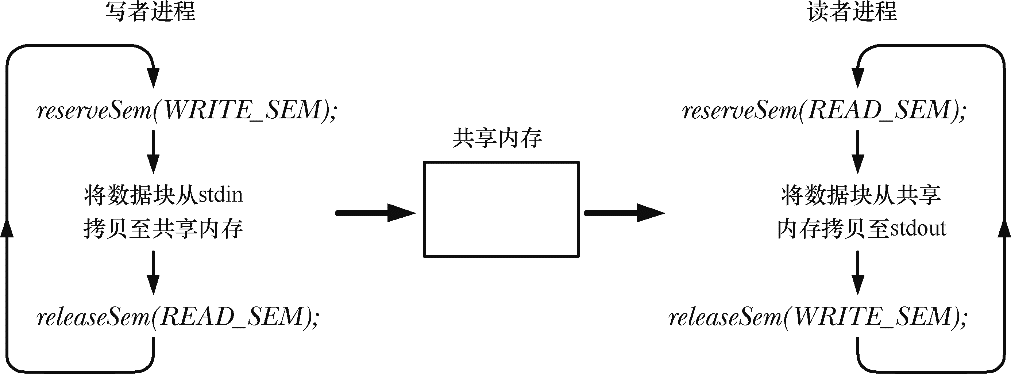 写者进程
reserveSem(WRITE_SEM);
将数据块从stdin
拷贝至共享内存
releaseSem(READ_SEM);
共享内存
读者进程
reserveSem(READ_SEM);
将数据块从共享
内存拷贝至stdout
releaseSem(WRITE_SEM);